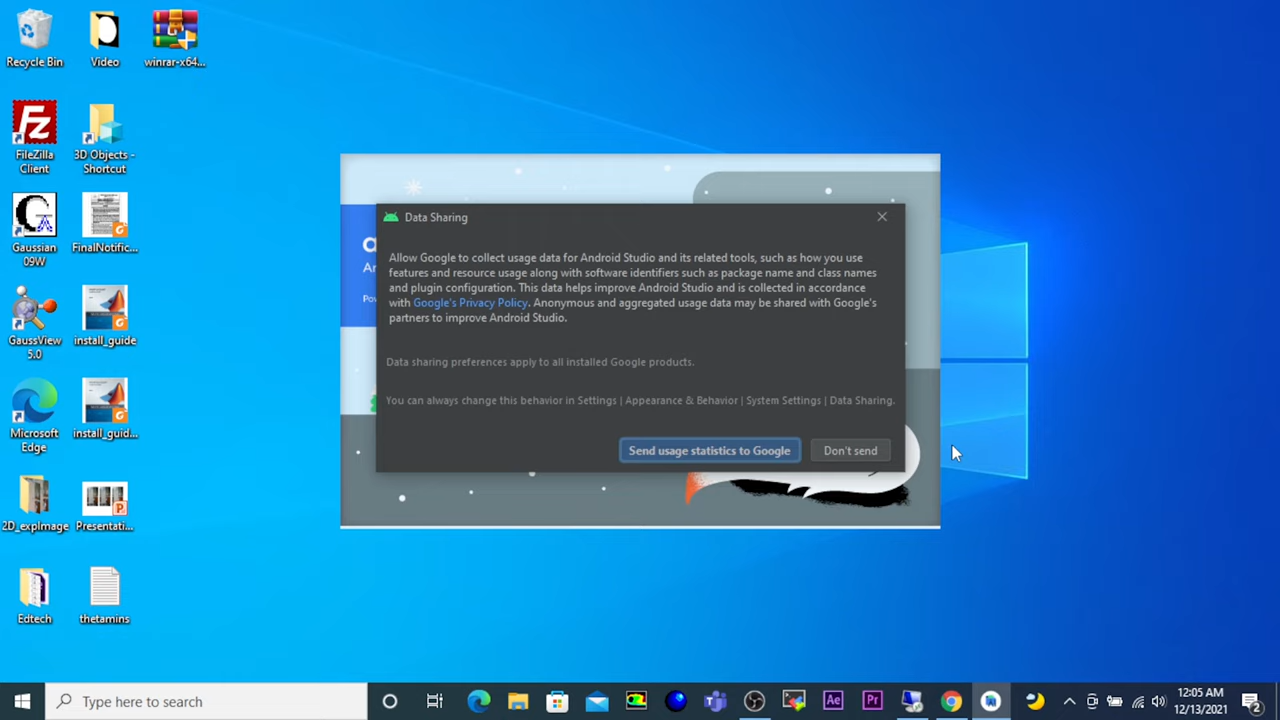 Recycle Bin
Video
winrar-x64...
FileZilla
Client
3D Objects -
Shortcut
Gaussian
09W
FinalNotific...
GaussView
5.0
install_guide
Microsoft
Edge
install_guid...
2D_expImage
Presentati...
Edtech
thetamins
Data Sharing
Allow Google to collect usage data for Android Studio and its related tools, such as how you use
features and resource usage along with software identifiers such as package name and class names
and plugin configuration. This data helps improve Android Studio and is collected in accordance
with Google's Privacy Policy. Anonymous and aggregated usage data may be shared with Google's
partners to improve Android Studio.
Data sharing preferences apply to all installed Google products.
You can always change this behavior in Settings | Appearance & Behavior | System Settings | Data Sharing.
Send usage statistics to Google
Don't send
Type here to search
Ae
Pr
12:05 AM
12/13/2021
2